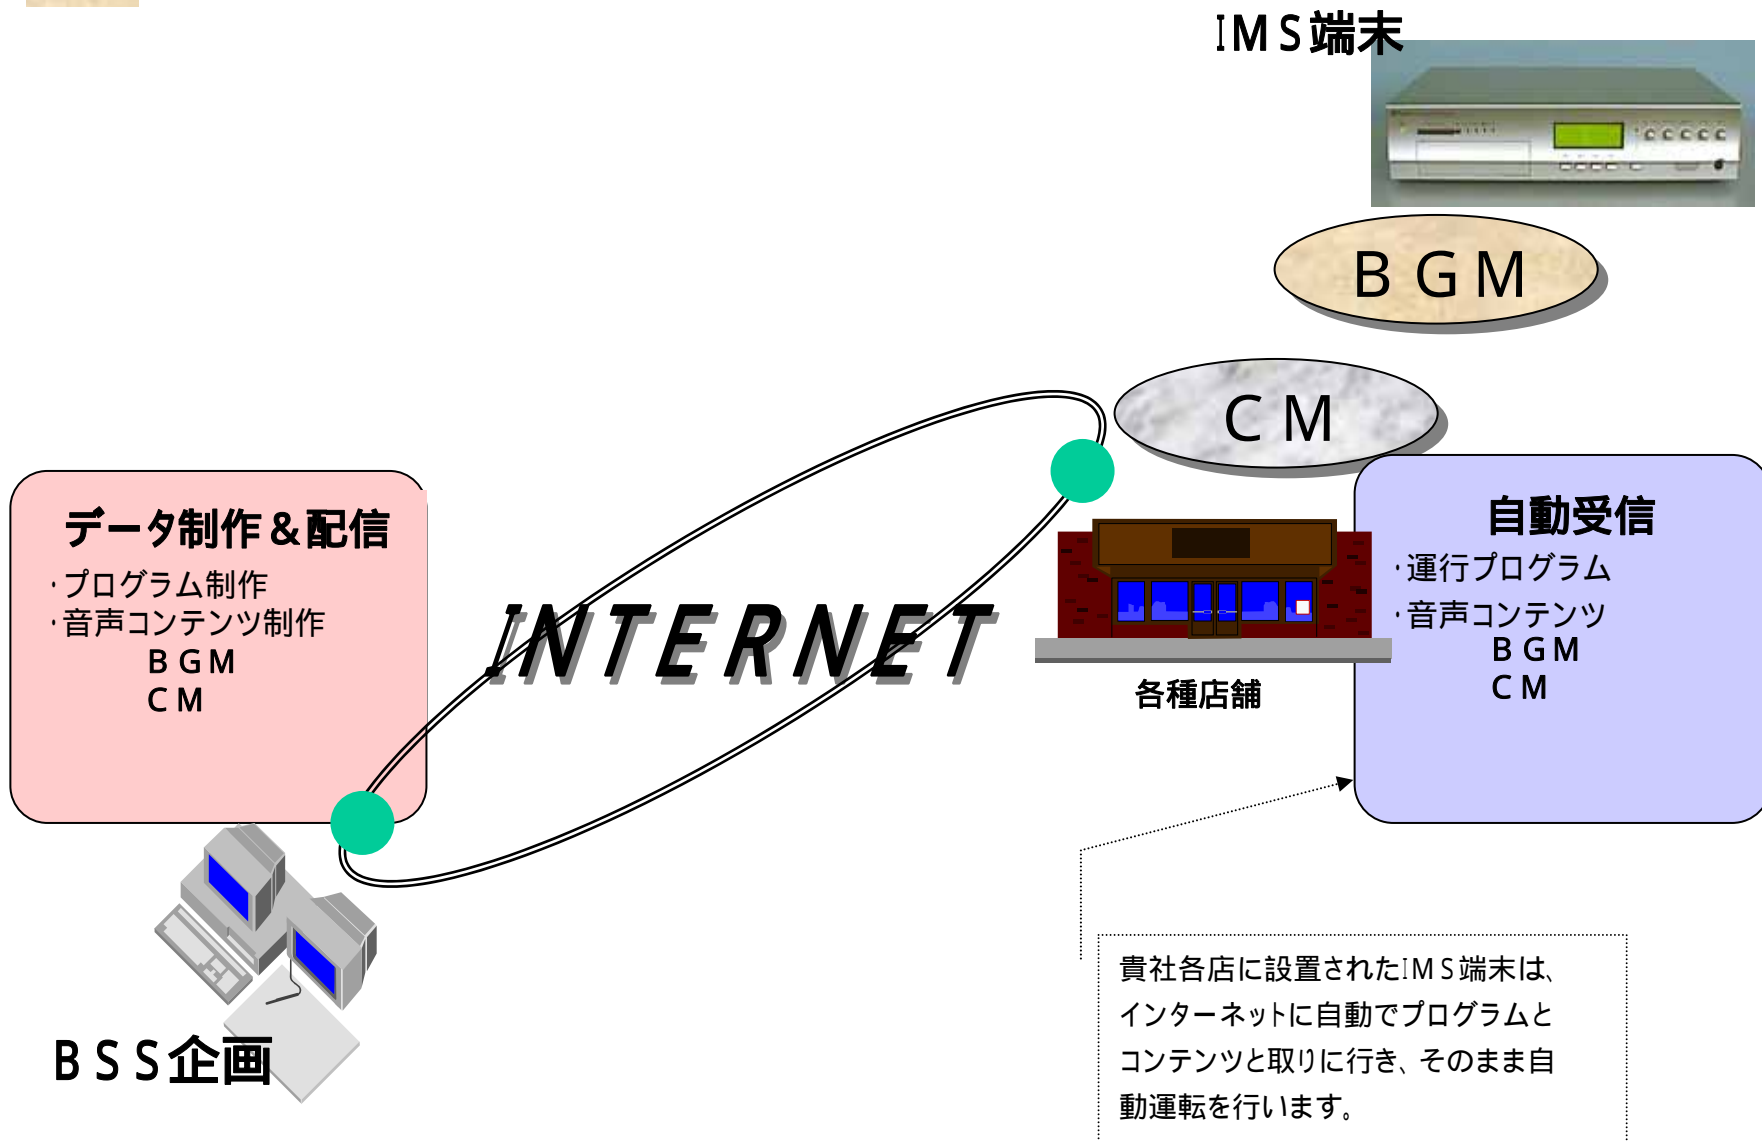 IMS端末
BGM
CM
データ制作&配信
・プログラム制作
・音声コンテンツ制作
BGM
CM
INTERNET
各種店舗
自動受信
・運行プログラム
・音声コンテンツ
BGM
CM
BSS企画
貴社各店に設置されたIMS端末は、
インターネットに自動でプログラムと
コンテンツと取りに行き、そのまま自
動運転を行います。